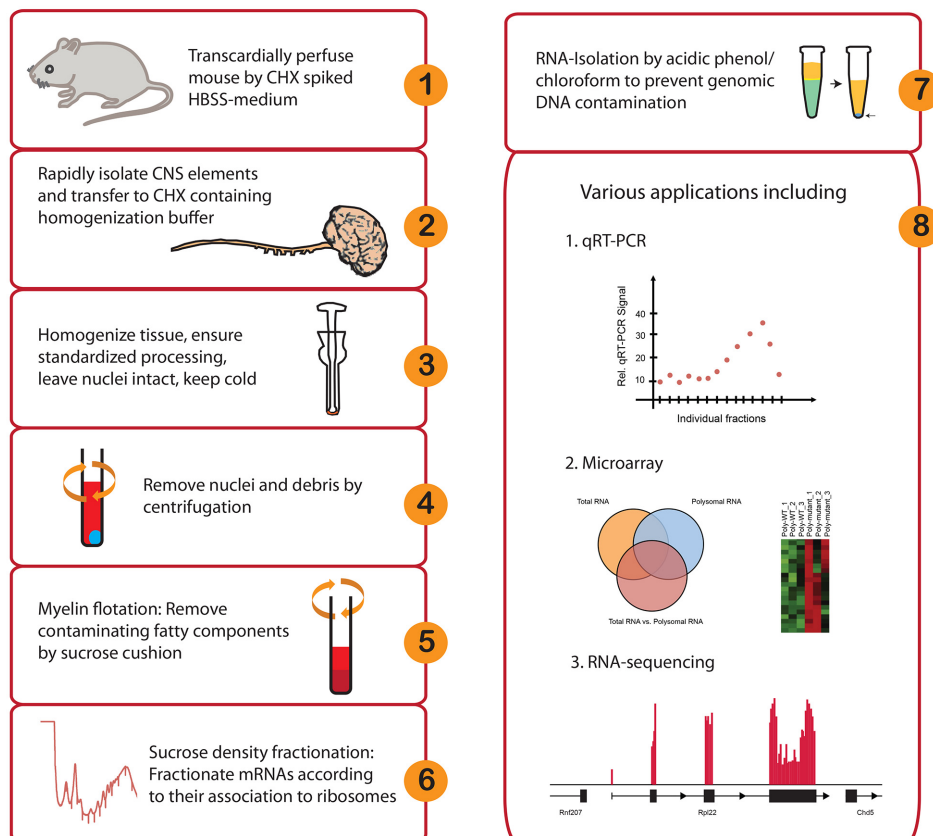 Transcardially perfuse
mouse by CHX spiked
HBSS-medium
1
Rapidly isolate CNS elements
and transfer to CHX containing
homogenization buffer
2
Homogenize tissue, ensure
standardized processing,
leave nuclei intact, keep cold
3
Remove nuclei and debris by
centrifugation
4
Myelin flotation: Remove
contaminating fatty components
by sucrose cushion
5
Sucrose density fractionation:
Fractionate mRNAs according
to their association to ribosomes
6
RNA-Isolation by acidic phenol/
chloroform to prevent genomic
DNA contamination
7
Various applications including
8
1. qRT-PCR
Rel. qRT-PCR Signal
40
30
20
10
Individual fractions
2. Microarray
Total RNA
Polysomal RNA
Total RNA vs. Polysomal RNA
Poly-WT_1
Poly-WT_2
Poly-WT_3
Poly-mutant_1
Poly-mutant_2
Poly-mutant_3
3. RNA-sequencing
Rnf207
Rpl22
Chd5